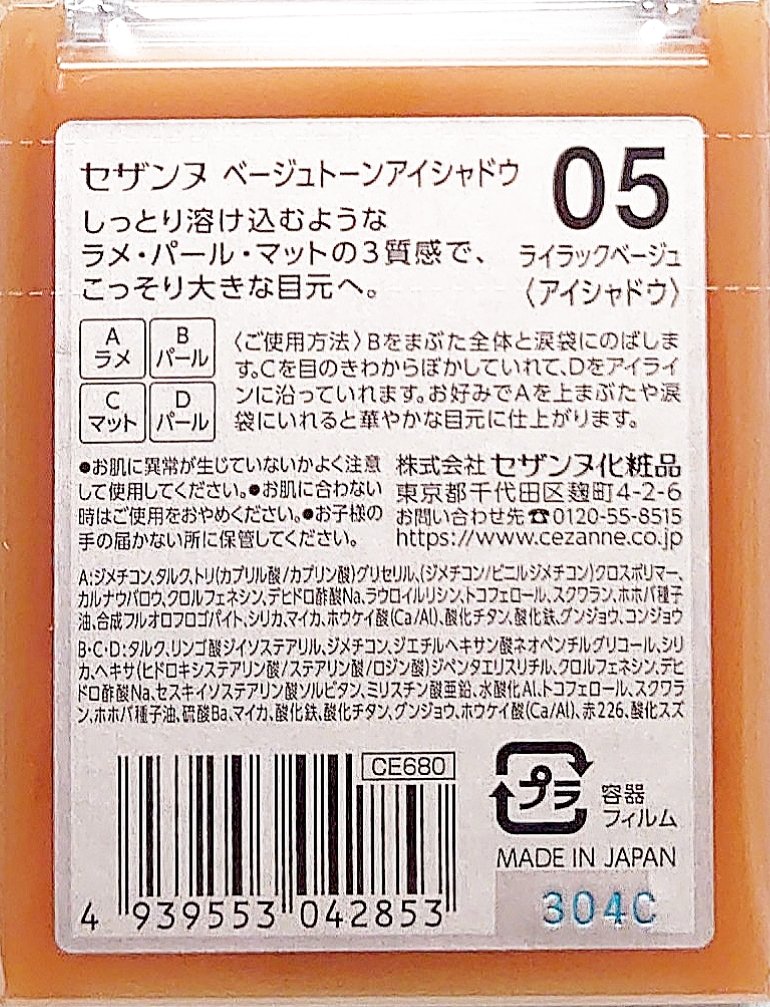 セザンヌ ベージュトーンアイシャドウ
05
しっとり溶け込むような
ラメ・パール・マットの3質感で、
こっそり大きな目元へ。
ライラックベージュ
〈アイシャドウ〉
A
ラメ
B
パール
C
マット
D
パール
〈ご使用方法〉Bをまぶた全体と涙袋にのばしま
す。Cを目のきわからぼかしていれて、Dをアイライ
ンに沿っていれます。お好みでAを上まぶたや涙
袋にいれると華やかな目元に仕上がります。
●お肌に異常が生じていないかよく注意
して使用してください。●お肌に合わない
時はご使用をおやめください。●お子様の
手の届かない所に保管してください。
株式会社 セザンヌ化粧品
東京都千代田区麹町4-2-6
お問い合わせ先☎0120-55-8515
https://www.cezanne.co.jp
A:ジメチコン、タルク、トリ(カプリル酸/カプリン酸)グリセリル、(ジメチコン/ビニルジメチコン)クロスポリマー、
カルナウバロウ、クロルフェネシン、デヒドロ酢酸Na、ラウロイルリシン、トコフェロール、スクワラン、ホホバ種子
油、合成フルオロフロゴパイト、シリカ、マイカ、ホウケイ酸(Ca/Al)、酸化チタン、酸化鉄、グンジョウ、コンジョウ
B・C・D:タルク、リンゴ酸ジイソステアリル、ジメチコン、ジエチルヘキサン酸ネオペンチルグリコール、シリ
カ、ヘキサ(ヒドロキシステアリン酸/ステアリン酸/ロジン酸)ジペンタエリスリチル、クロルフェネシン、デヒ
ドロ酢酸Na、セスキイソステアリン酸ソルビタン、ミリスチン酸亜鉛、水酸化Al、トコフェロール、スクワラ
ン、ホホバ種子油、硫酸Ba、マイカ、酸化鉄、酸化チタン、グンジョウ、ホウケイ酸(Ca/Al)、赤226、酸化スズ
CE680
4 939553 042853
プラ
容器
フィルム
MADE IN JAPAN
304C